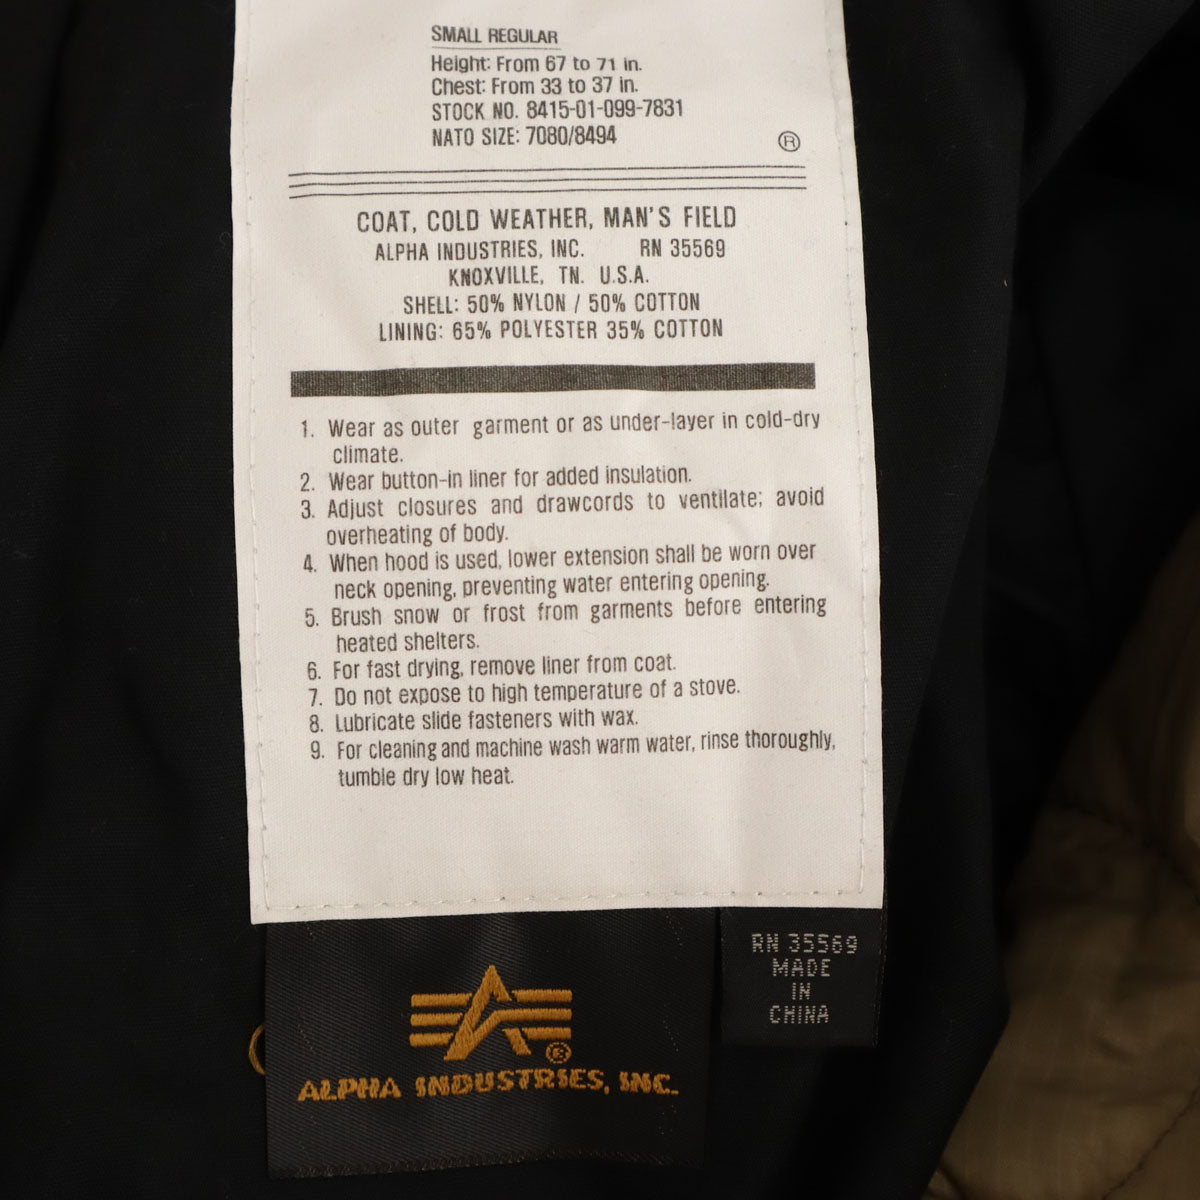 SMALL REGULAR
Height: From 67 to 71 in.
Chest: From 33 to 37 in.
STOCK NO. 8415-01-099-7831
NATO SIZE: 7080/8494
®
COAT, COLD WEATHER, MAN'S FIELD
ALPHA INDUSTRIES, INC. RN 35569
KNOXVILLE, TN. U.S.A.
SHELL: 50% NYLON / 50% COTTON
LINING: 65% POLYESTER 35% COTTON
1. Wear as outer garment or as under-layer in cold-dry
climate.
2. Wear button-in liner for added insulation.
3. Adjust closures and drawcords to ventilate; avoid
overheating of body.
4. When hood is used, lower extension shall be worn over
neck opening, preventing water entering opening.
5. Brush snow or frost from garments before entering
heated shelters.
6. For fast drying, remove liner from coat.
7. Do not expose to high temperature of a stove.
8. Lubricate slide fasteners with wax.
9. For cleaning and machine wash warm water, rinse thoroughly,
tumble dry low heat.
RN 35569
MADE
IN
CHINA
®
ALPHA INDUSTRIES, INC.